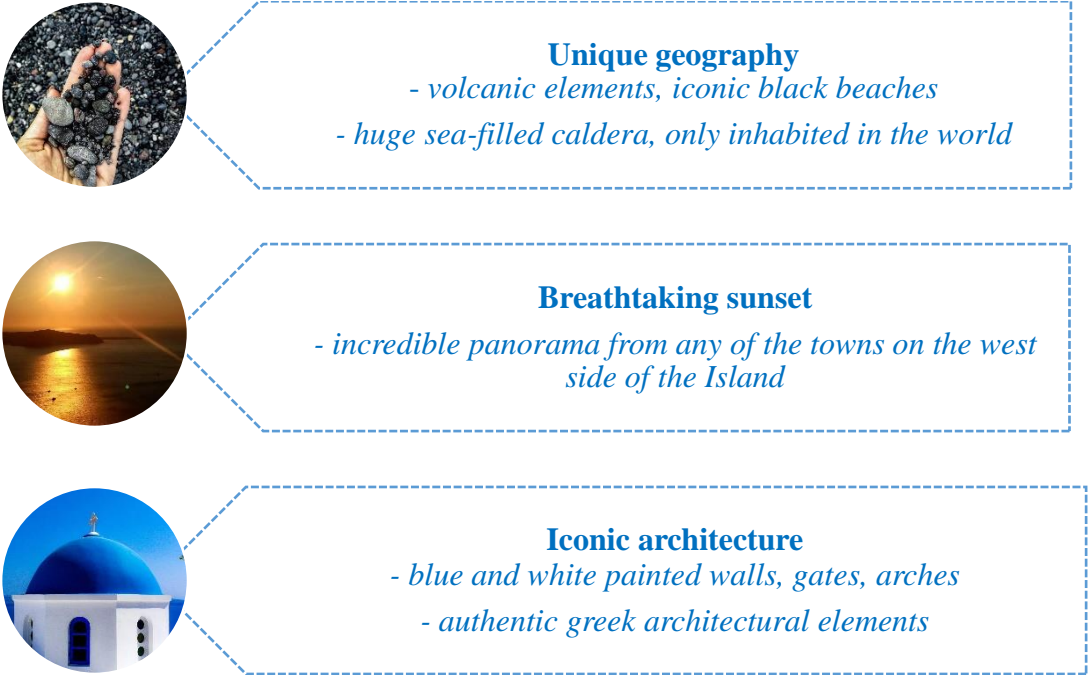 Unique geography
- volcanic elements, iconic black beaches
- huge sea-filled caldera, only inhabited in the world
Breathtaking sunset
- incredible panorama from any of the towns on the west
side of the Island
Iconic architecture
- blue and white painted walls, gates, arches
- authentic greek architectural elements